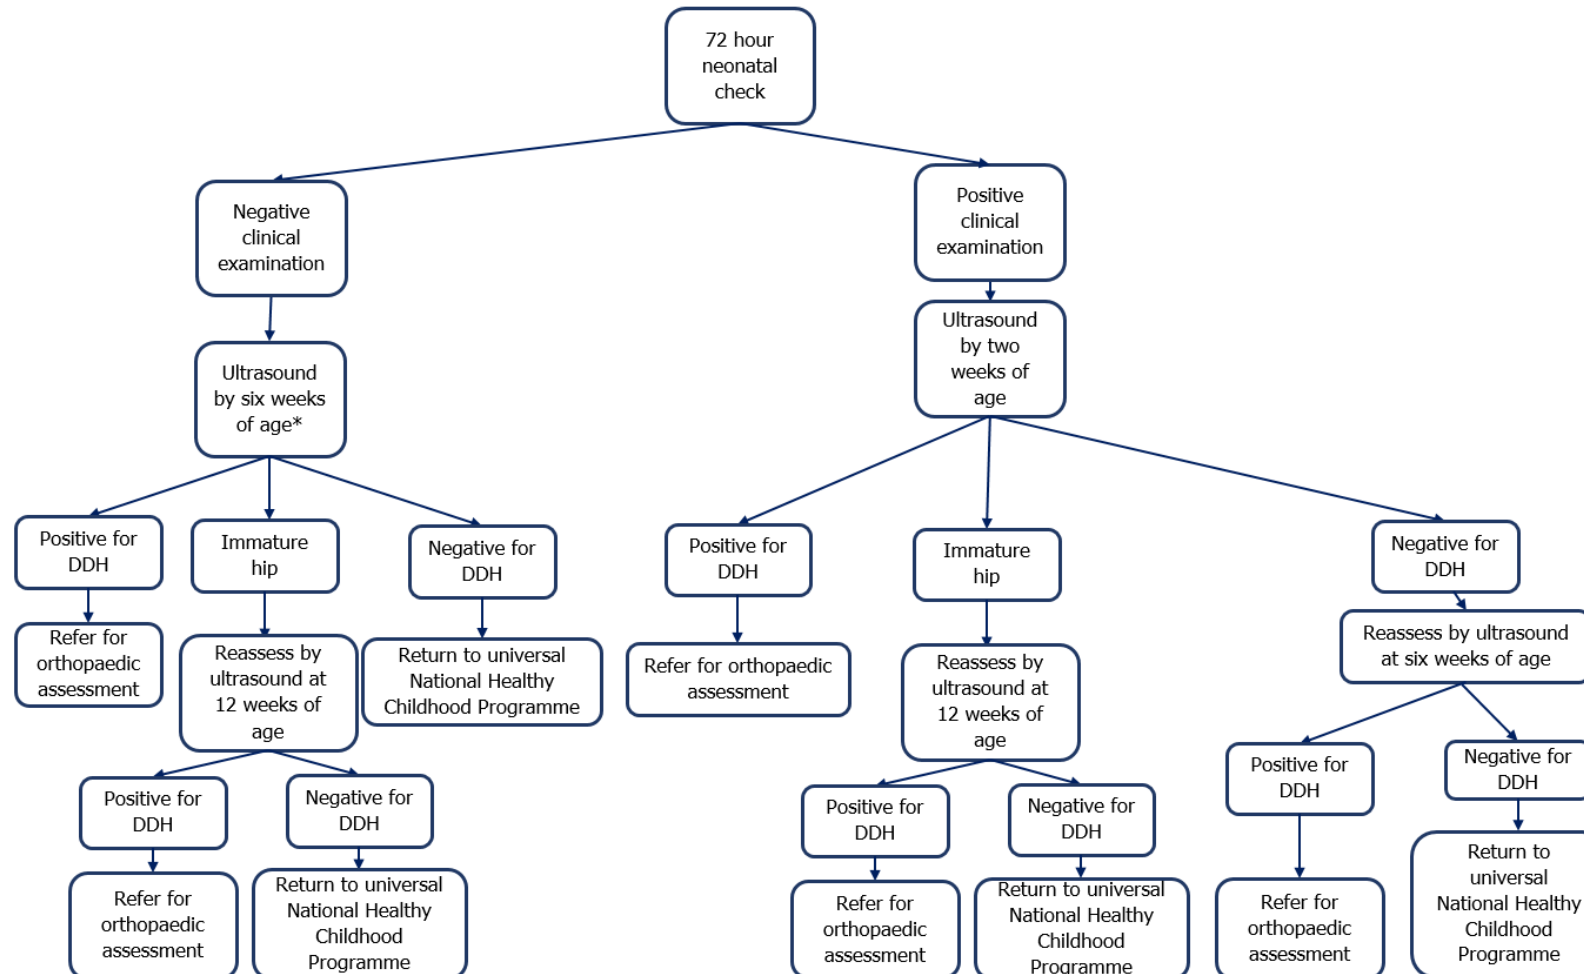 72 hour
neonatal
check
Negative
clinical
examination
Positive
clinical
examination
Ultrasound
by six weeks
of age*
Ultrasound
by two
weeks of
age
Positive for
DDH
Immature
hip
Negative for
DDH
Positive for
DDH
Immature
hip
Negative for
DDH
Refer for
orthopaedic
assessment
Reassess by
ultrasound at
12 weeks of
age
Return to universal
National Healthy
Childhood Programme
Refer for orthopaedic
assessment
Reassess by
ultrasound at
12 weeks of
age
Reassess by ultrasound
at six weeks of age
Positive for
DDH
Negative for
DDH
Positive for
DDH
Negative for
DDH
Positive for
DDH
Negative for
DDH
Refer for
orthopaedic
assessment
Return to universal
National Healthy
Childhood
Programme
Refer for
orthopaedic
assessment
Return to universal
National Healthy
Childhood
Programme
Refer for
orthopaedic
assessment
Return to
universal
National Healthy
Childhood
Programme